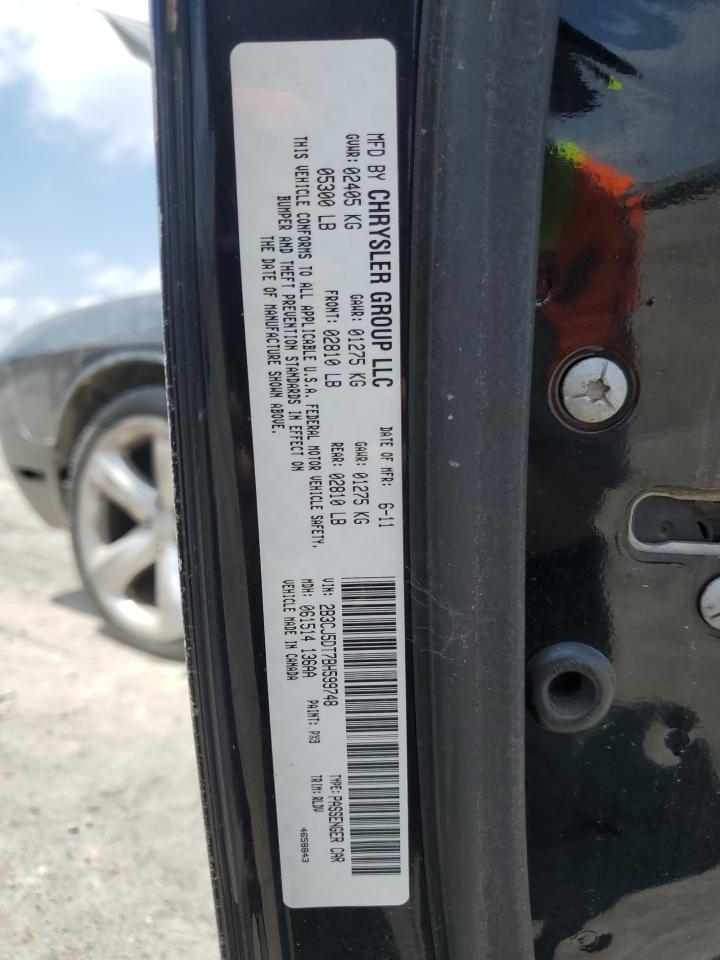 MFD BY CHRYSLER GROUP LLC DATE OF MFR: 6-11
GVWR: 02405 KG GAWR: 01275 KG GAWR: 01275 KG
05300 LB FRONT: 02810 LB REAR: 02810 LB
THIS VEHICLE CONFORMS TO ALL APPLICABLE U.S.A. FEDERAL MOTOR VEHICLE SAFETY,
BUMPER AND THEFT PREVENTION STANDARDS IN EFFECT ON
THE DATE OF MANUFACTURE SHOWN ABOVE.
VIN: 2B3CJ5DT7BH599748 TYPE: PASSENGER CAR
MDH: 061514 136AA PAINT: PX8 TRIM: RLDV
VEHICLE MADE IN CANADA 4658843